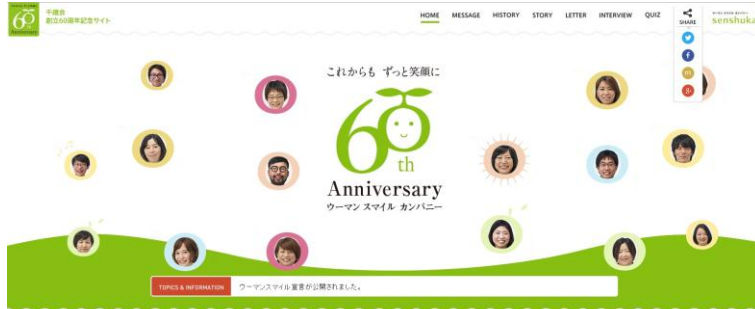 60
Anniversary
千趣会
創立60周年記念サイト
HOME MESSAGE HISTORY STORY LETTER INTERVIEW QUIZ
SHARE
senshuka
これからも ずっと笑顔に
60th
Anniversary
ウーマン スマイル カンパニー
TOPICS & INFORMATION ウーマンスマイル宣言が公開されました。